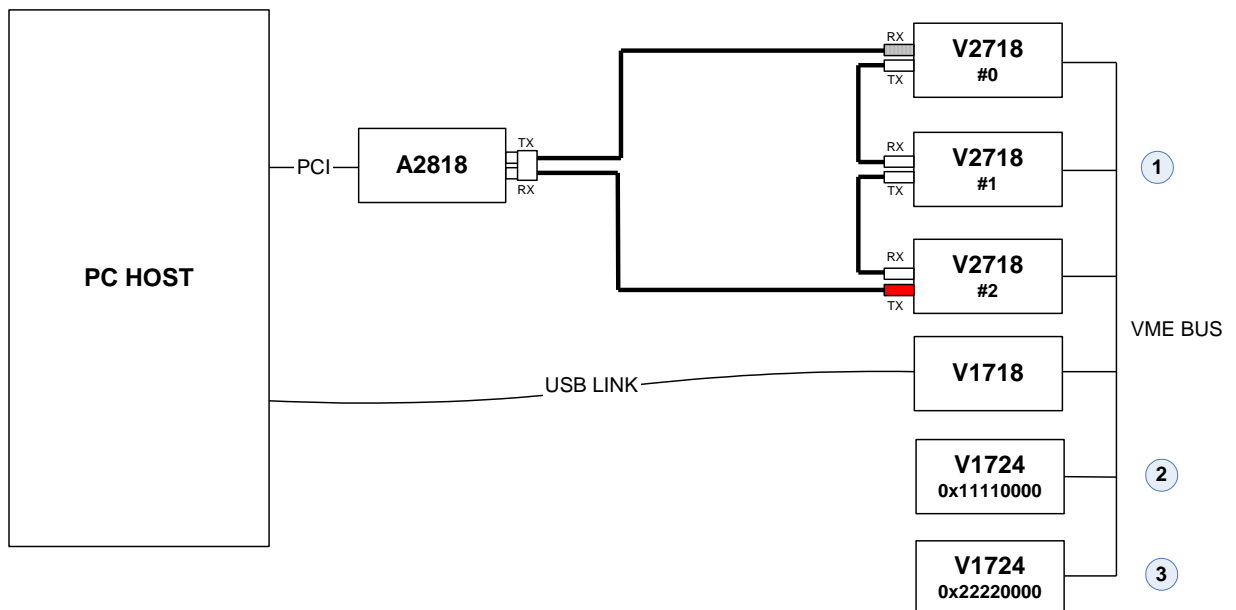 RX
V2718
#0
TX
TX
A2818
PCI
RX
RX
V2718
#1
TX
1
PC HOST
RX
V2718
#2
TX
VME BUS
USB LINK
V1718
V1724
0x11110000
2
V1724
0x22220000
3